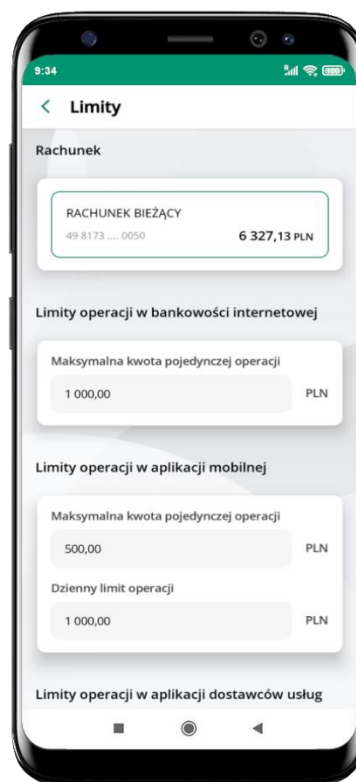 9:34
Limity
Rachunek
RACHUNEK BIEŻĄCY
49 8173 .... 0050 6 327,13 PLN
Limity operacji w bankowości internetowej
Maksymalna kwota pojedynczej operacji
1 000,00 PLN
Limity operacji w aplikacji mobilnej
Maksymalna kwota pojedynczej operacji
500,00 PLN
Dzienny limit operacji
1 000,00 PLN
Limity operacji w aplikacji dostawców usług